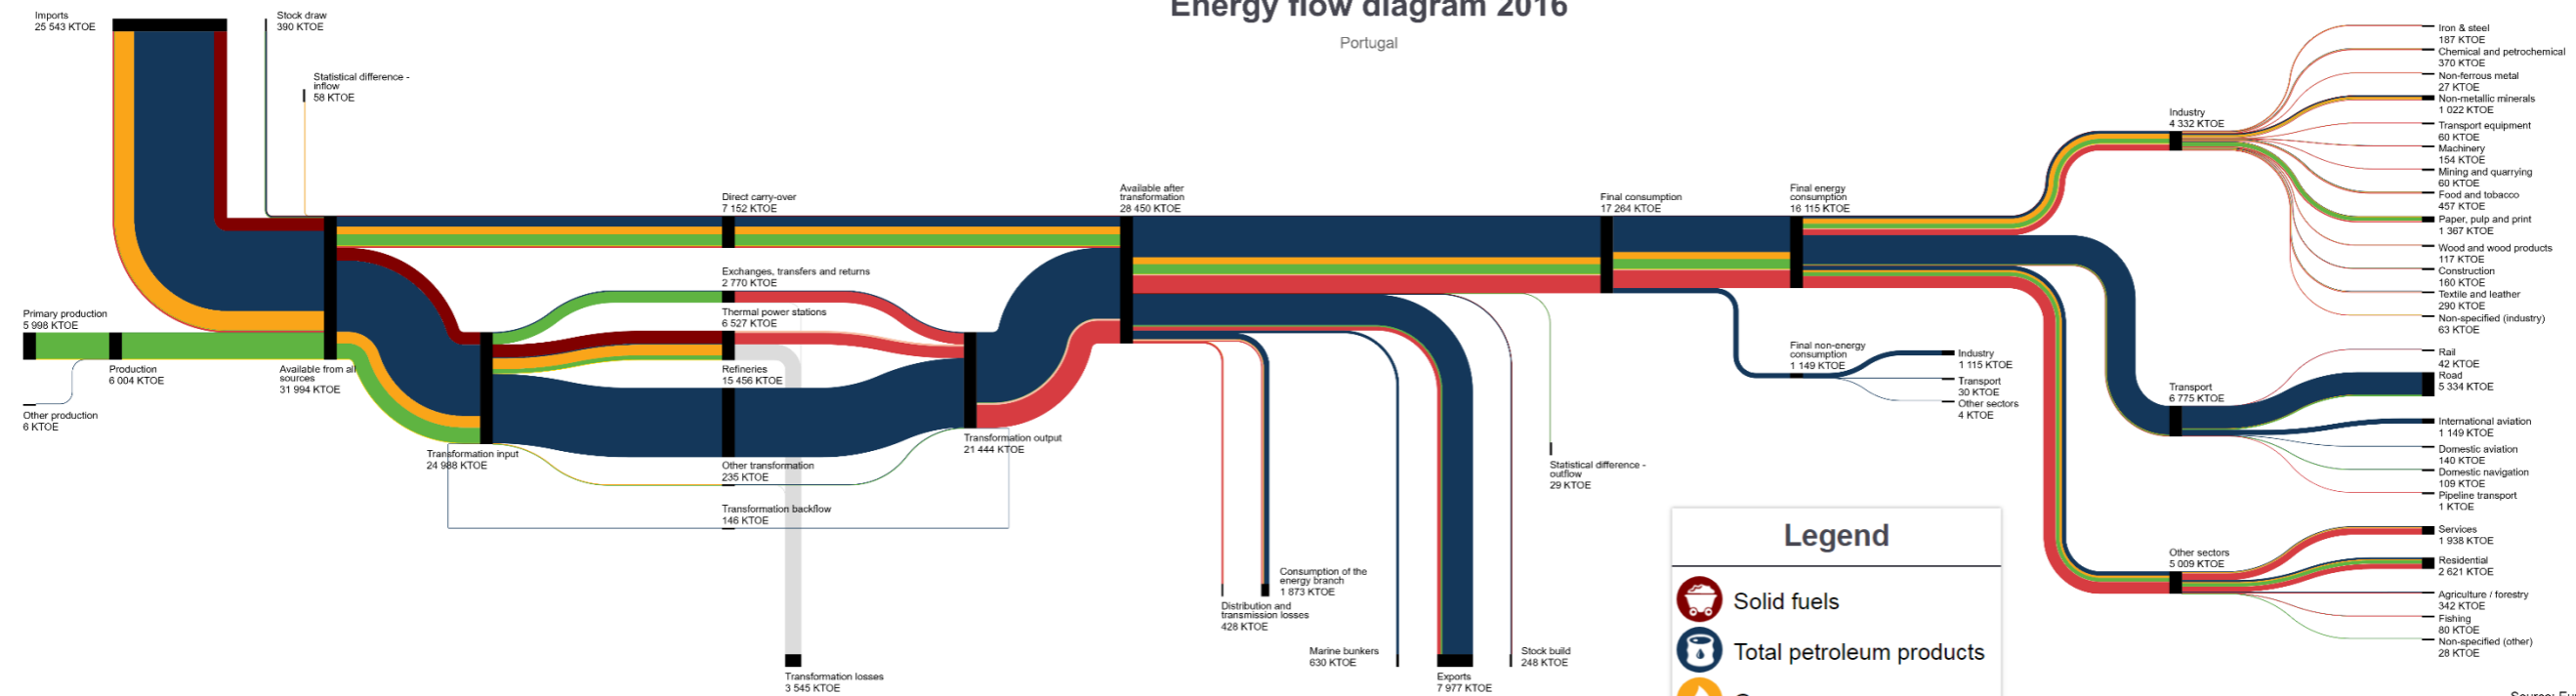 Energy flow diagram 2016
Portugal
Imports
25 543 KTOE
Stock draw
390 KTOE
Statistical difference -
inflow
58 KTOE
Primary production
5 998 KTOE
Production
6 004 KTOE
Other production
6 KTOE
Available from all
sources
31 994 KTOE
Direct carry-over
7 152 KTOE
Exchanges, transfers and returns
2 770 KTOE
Thermal power stations
6 527 KTOE
Refineries
15 456 KTOE
Transformation input
24 988 KTOE
Other transformation
235 KTOE
Transformation backflow
146 KTOE
Transformation losses
3 545 KTOE
Transformation output
21 444 KTOE
Available after
transformation
28 450 KTOE
Distribution and
transmission losses
428 KTOE
Consumption of the
energy branch
1 873 KTOE
Marine bunkers
630 KTOE
Exports
7 977 KTOE
Stock build
248 KTOE
Statistical difference -
outflow
29 KTOE
Final consumption
17 264 KTOE
Final energy
consumption
16 115 KTOE
Final non-energy
consumption
1 149 KTOE
Industry
1 115 KTOE
Transport
30 KTOE
Other sectors
4 KTOE
Industry
4 332 KTOE
Iron & steel
187 KTOE
Chemical and petrochemical
370 KTOE
Non-ferrous metal
27 KTOE
Non-metallic minerals
1 022 KTOE
Transport equipment
60 KTOE
Machinery
154 KTOE
Mining and quarrying
60 KTOE
Food and tobacco
457 KTOE
Paper, pulp and print
1 367 KTOE
Wood and wood products
117 KTOE
Construction
160 KTOE
Textile and leather
290 KTOE
Non-specified (industry)
63 KTOE
Transport
6 775 KTOE
Rail
42 KTOE
Road
5 334 KTOE
International aviation
1 149 KTOE
Domestic aviation
140 KTOE
Domestic navigation
109 KTOE
Pipeline transport
1 KTOE
Other sectors
5 009 KTOE
Services
1 938 KTOE
Residential
2 621 KTOE
Agriculture / forestry
342 KTOE
Fishing
80 KTOE
Non-specified (other)
28 KTOE
Legend
Solid fuels
Total petroleum products